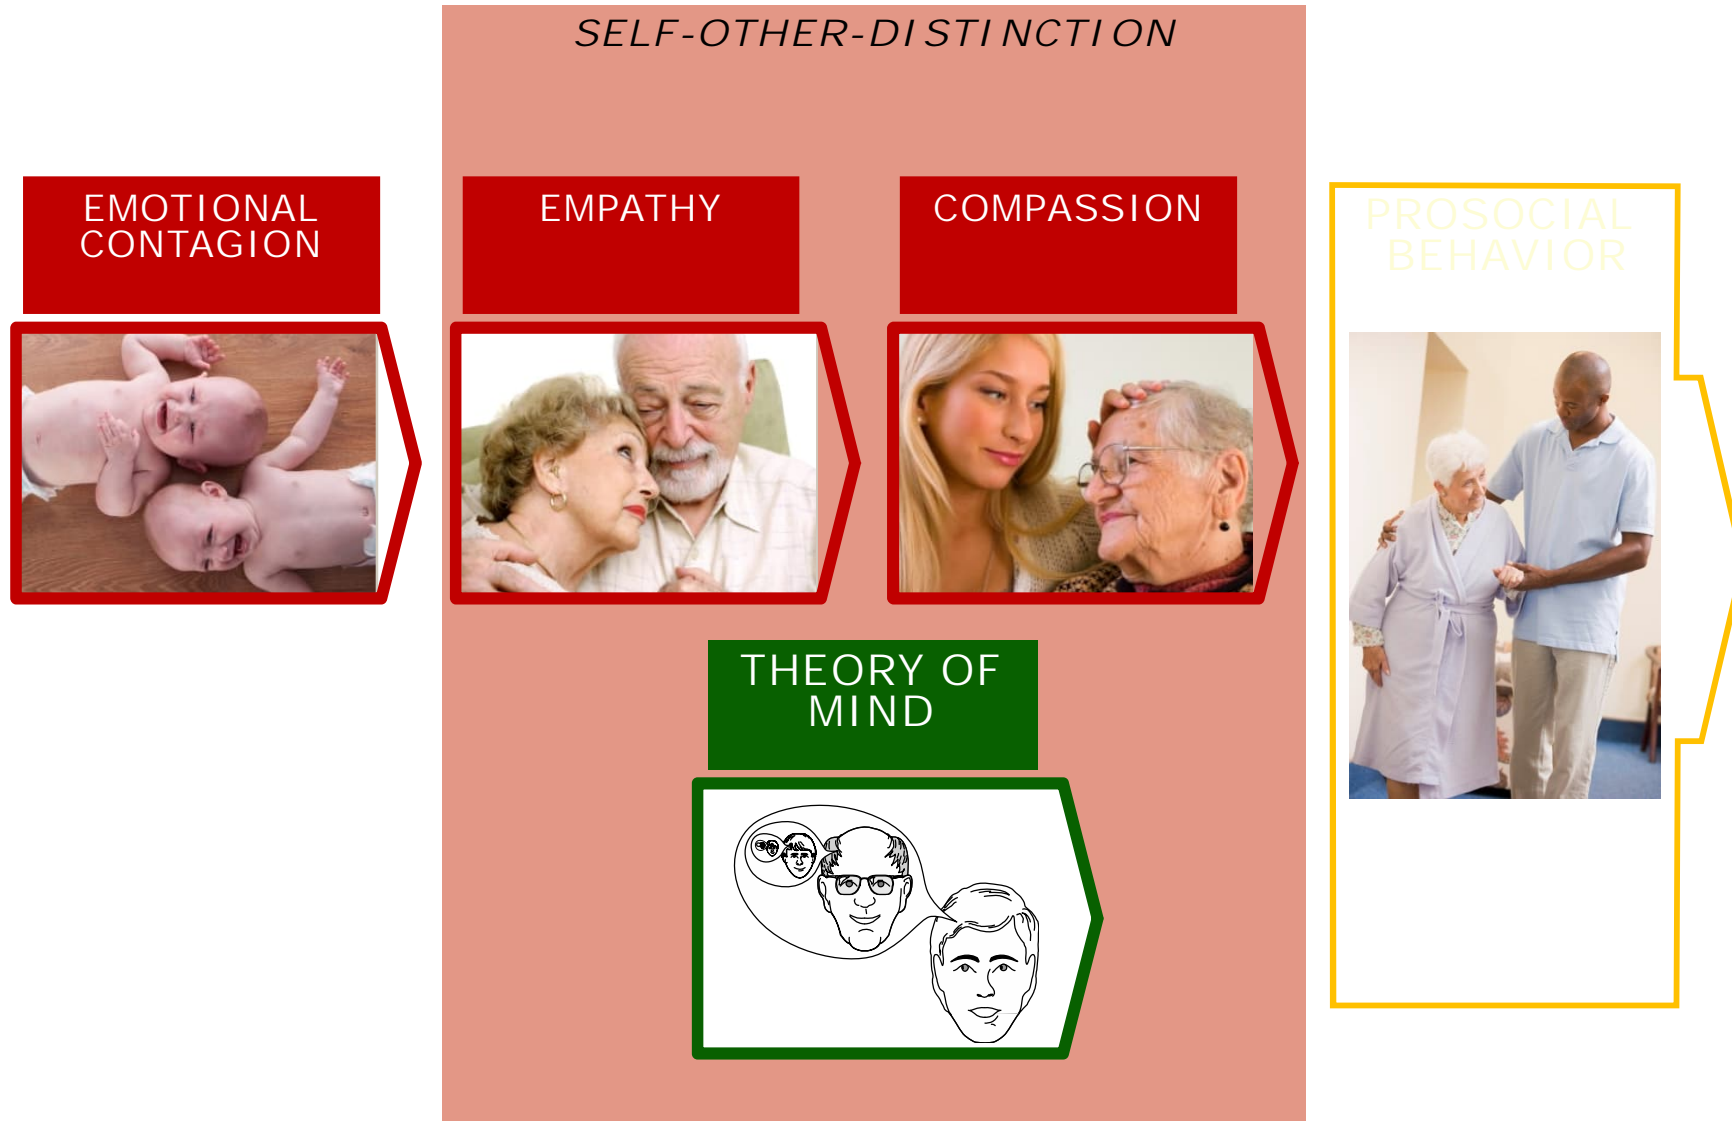 SELF-OTHER-DISTINCTION
EMOTIONAL
CONTAGION
EMPATHY
COMPASSION
PROSOCIAL
BEHAVIOR
THEORY OF
MIND